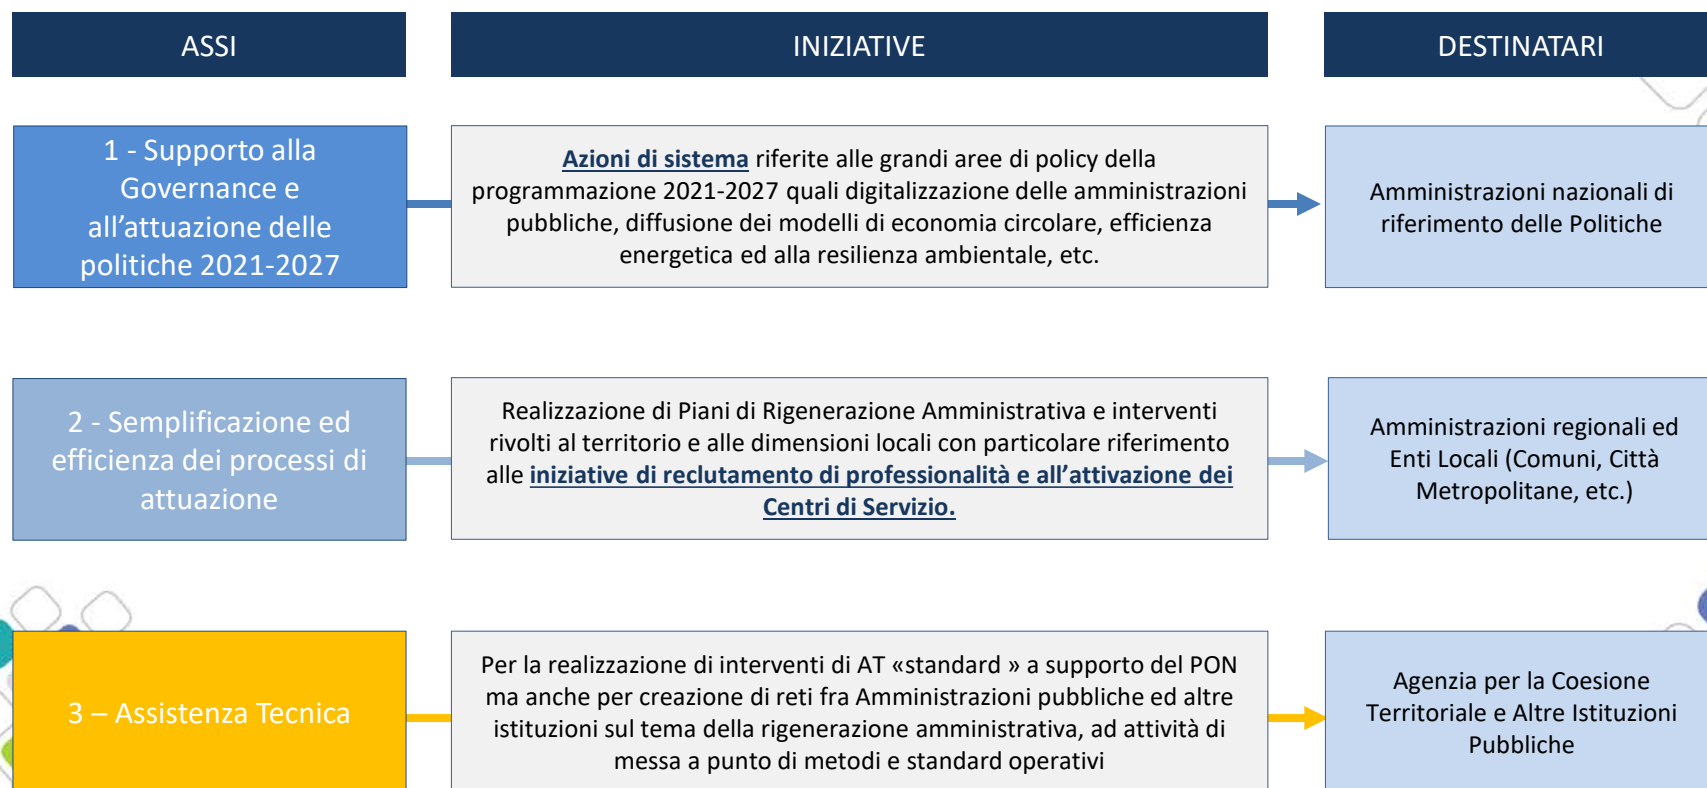 ASSI
INIZIATIVE
DESTINATARI
1 - Supporto alla
Governance e
all’attuazione delle
politiche 2021-2027
Azioni di sistema riferite alle grandi aree di policy della
programmazione 2021-2027 quali digitalizzazione delle amministrazioni
pubbliche, diffusione dei modelli di economia circolare, efficienza
energetica ed alla resilienza ambientale, etc.
Amministrazioni nazionali di
riferimento delle Politiche
2 - Semplificazione ed
efficienza dei processi di
attuazione
Realizzazione di Piani di Rigenerazione Amministrativa e interventi
rivolti al territorio e alle dimensioni locali con particolare riferimento
alle iniziative di reclutamento di professionalità e all’attivazione dei
Centri di Servizio.
Amministrazioni regionali ed
Enti Locali (Comuni, Città
Metropolitane, etc.)
3 – Assistenza Tecnica
Per la realizzazione di interventi di AT «standard » a supporto del PON
ma anche per creazione di reti fra Amministrazioni pubbliche ed altre
istituzioni sul tema della rigenerazione amministrativa, ad attività di
messa a punto di metodi e standard operativi
Agenzia per la Coesione
Territoriale e Altre Istituzioni
Pubbliche